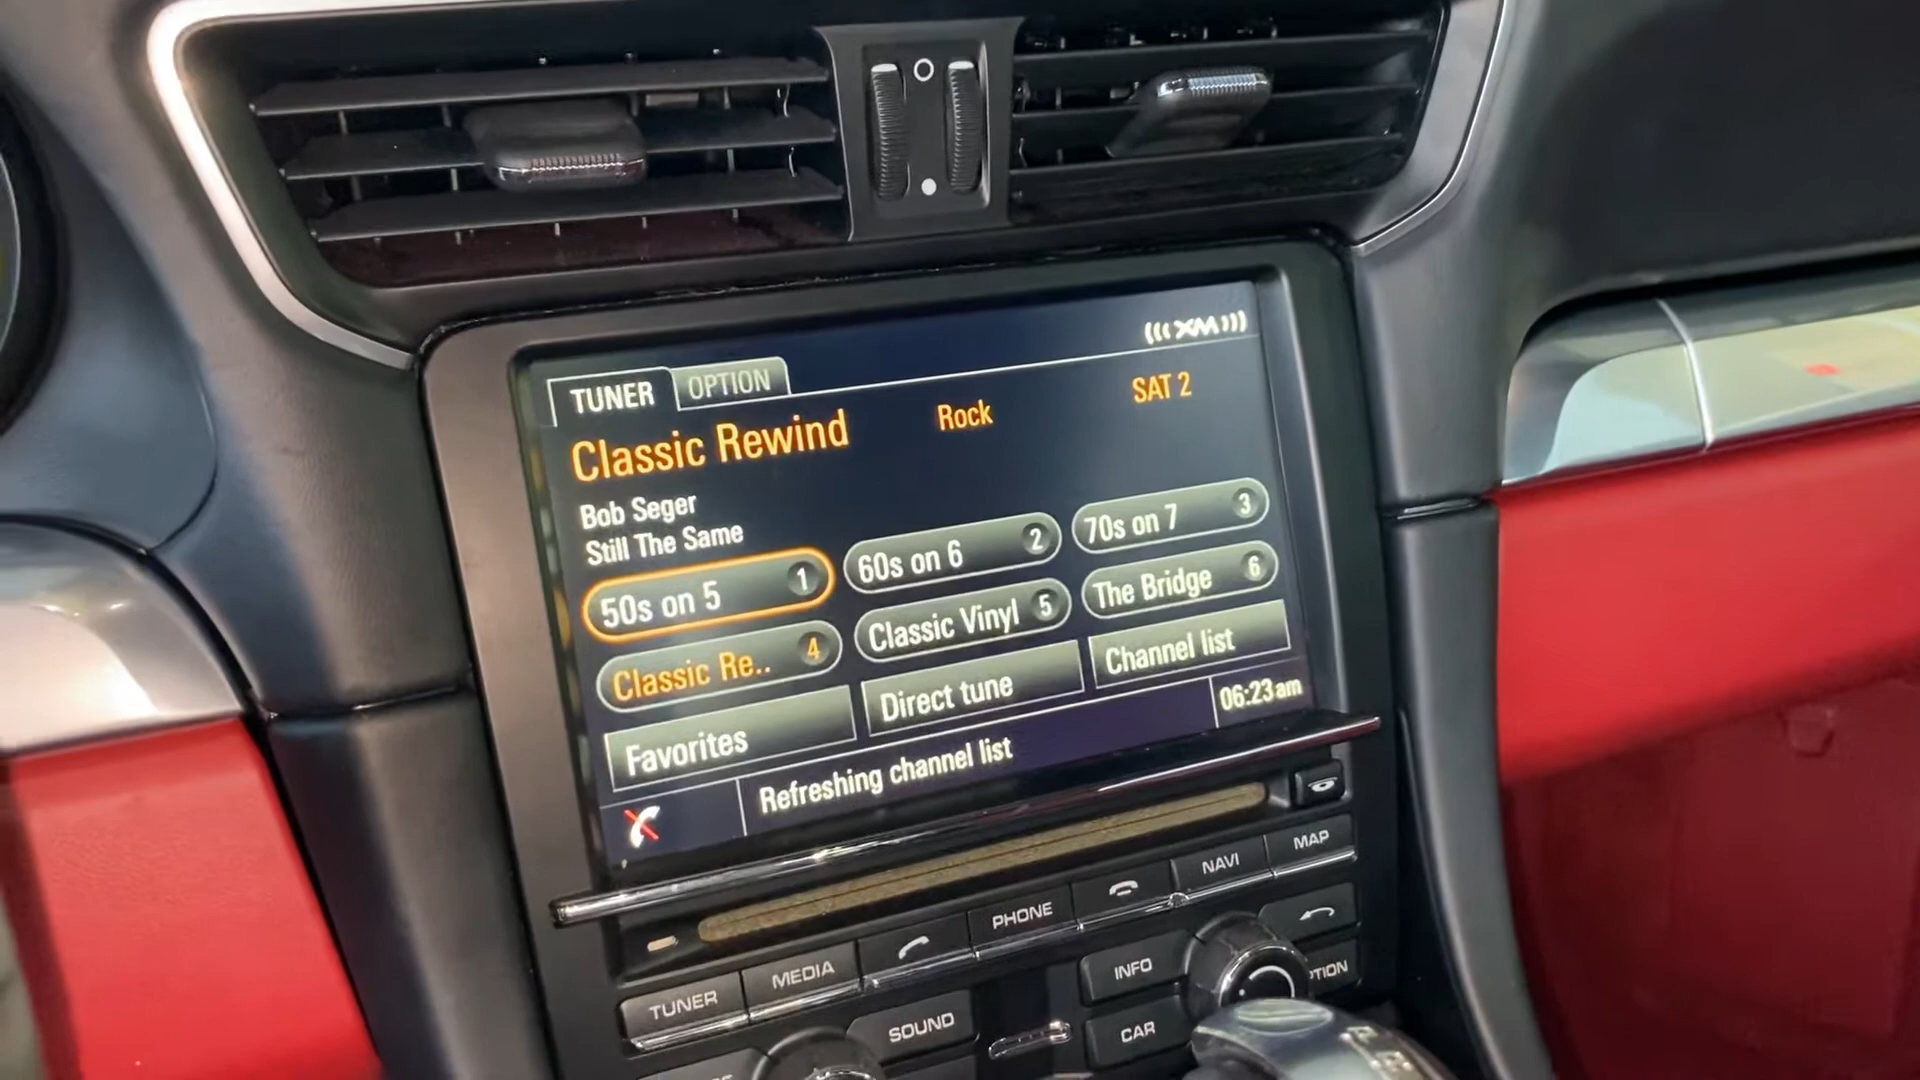 ((( XM )))
TUNER
OPTION
Classic Rewind
Rock
SAT 2
Bob Seger
Still The Same
50s on 5 1
60s on 6 2
70s on 7 3
Classic Re.. 4
Classic Vinyl 5
The Bridge 6
Favorites
Direct tune
Channel list
Refreshing channel list
06:23am
TUNER
MEDIA
PHONE
NAVI
MAP
SOUND
INFO
CAR